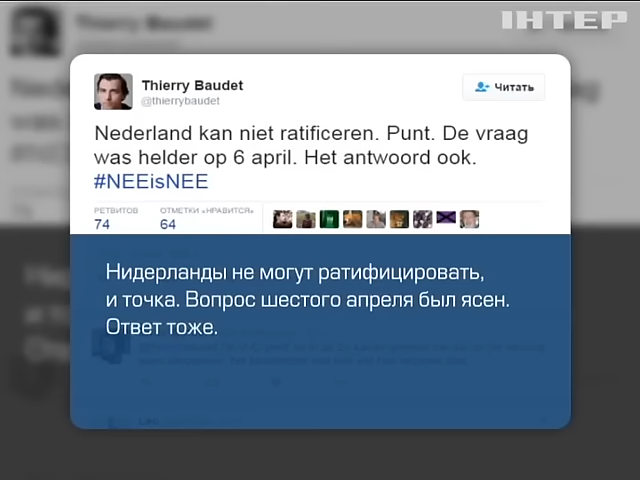 ІНТЕР
Thierry Baudet
@thierrybaudet
Читать
Nederland kan niet ratificeren. Punt. De vraag
was helder op 6 april. Het antwoord ook.
#NEEisNEE
РЕТВИТОВ
ОТМЕТКИ «НРАВИТСЯ»
74
64
Нидерланды не могут ратифицировать,
и точка. Вопрос шестого апреля был ясен.
Ответ тоже.